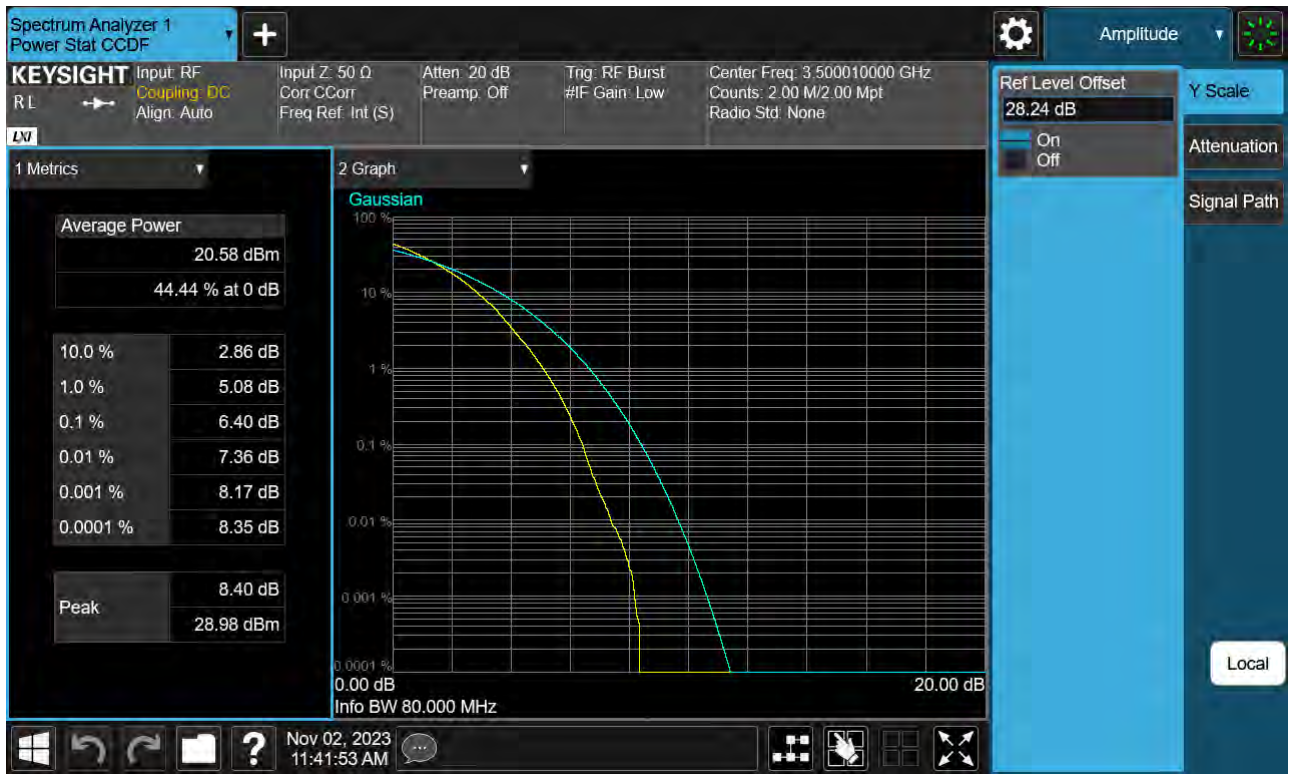 Spectrum Analyzer 1
Power Stat CCDF
+
Amplitude
KEYSIGHT
RL
LXI
Input: RF
Coupling: DC
Align: Auto
Input Z: 50 Ω
Corr CCorr
Freq Ref: Int (S)
Atten: 20 dB
Preamp: Off
Trig: RF Burst
#IF Gain: Low
Center Freq: 3.500010000 GHz
Counts: 2.00 M/2.00 Mpt
Radio Std: None
Ref Level Offset
28.24 dB
On
Off
Y Scale
Attenuation
Signal Path
Local
1 Metrics
Average Power
20.58 dBm
44.44 % at 0 dB
10.0 % 2.86 dB
1.0 % 5.08 dB
0.1 % 6.40 dB
0.01 % 7.36 dB
0.001 % 8.17 dB
0.0001 % 8.35 dB
Peak
8.40 dB
28.98 dBm
2 Graph
Gaussian
100 %
10 %
1 %
0.1 %
0.01 %
0.001 %
0.0001 %
0.00 dB 20.00 dB
Info BW 80.000 MHz
?
Nov 02, 2023
11:41:53 AM